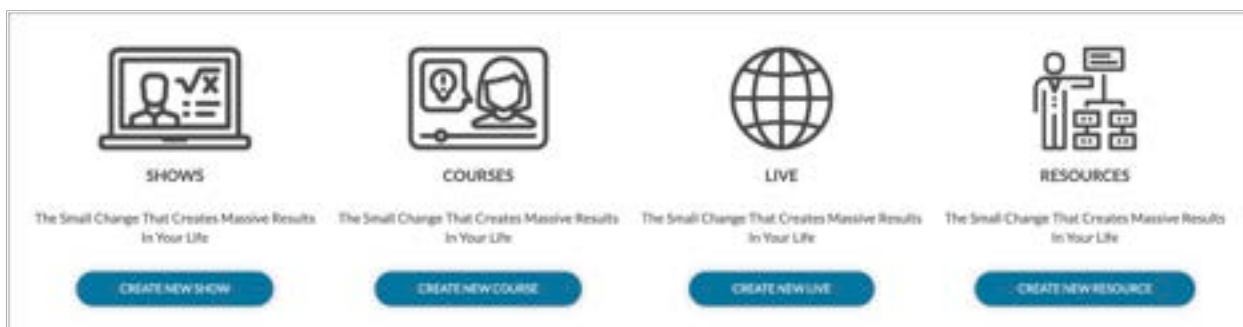 SHOWS
The Small Change That Creates Massive Results
In Your Life
CREATE NEW SHOW
COURSES
The Small Change That Creates Massive Results
In Your Life
CREATE NEW COURSE
LIVE
The Small Change That Creates Massive Results
In Your Life
CREATE NEW LIVE
RESOURCES
The Small Change That Creates Massive Results
In Your Life
CREATE NEW RESOURCE